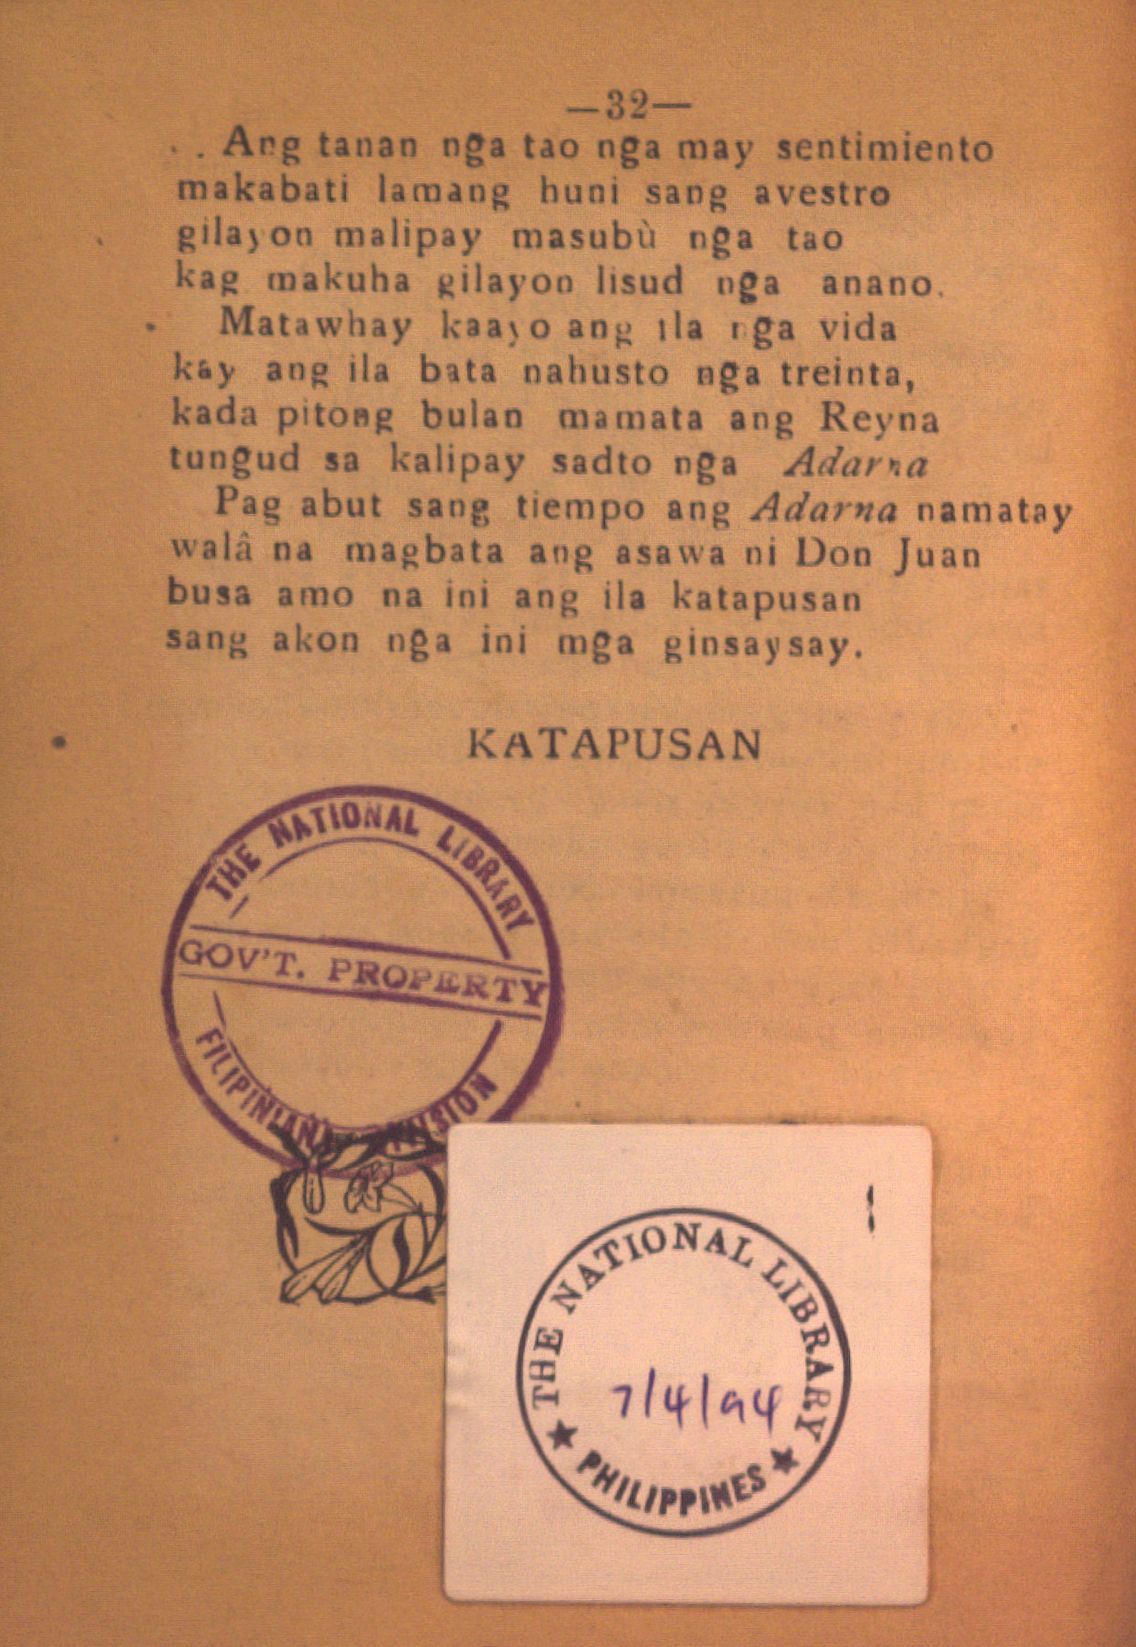 —32—
Ang tanan nga tao nga may sentimiento
makabati lamang huni sang avestro
gilayon malipay masubù nga tao
kag makuha gilayon lisud nga anano.
Matawhay kaayo ang ila nga vida
kay ang ila bata nahusto nga treinta,
kada pitong bulan mamata ang Reyna
tungud sa kalipay sadto nga Adarna
Pag abut sang tiempo ang Adarna namatay
walâ na magbata ang asawa ni Don Juan
busa amo na ini ang ila katapusan
sang akon nga ini mga ginsaysay.
KATAPUSAN
THE NATIONAL LIBRARY
GOV'T. PROPERTY
FILIPINIANA DIVISION
THE NATIONAL LIBRARY
7/4/94
★ PHILIPPINES ★